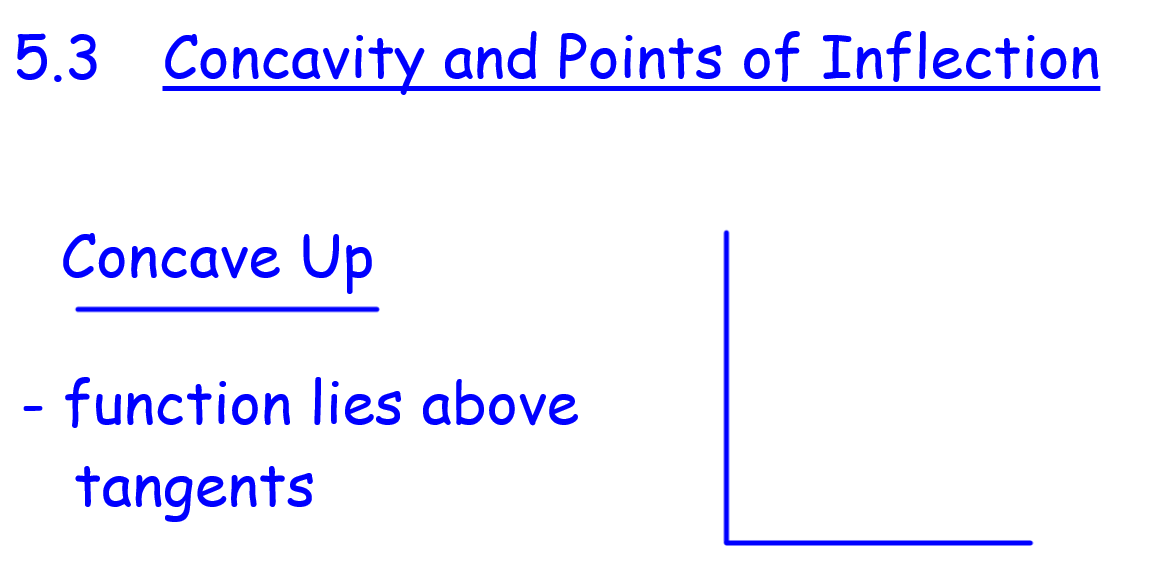 5.3 Concavity and Points of Inflection
Concave Up
- function lies above
tangents